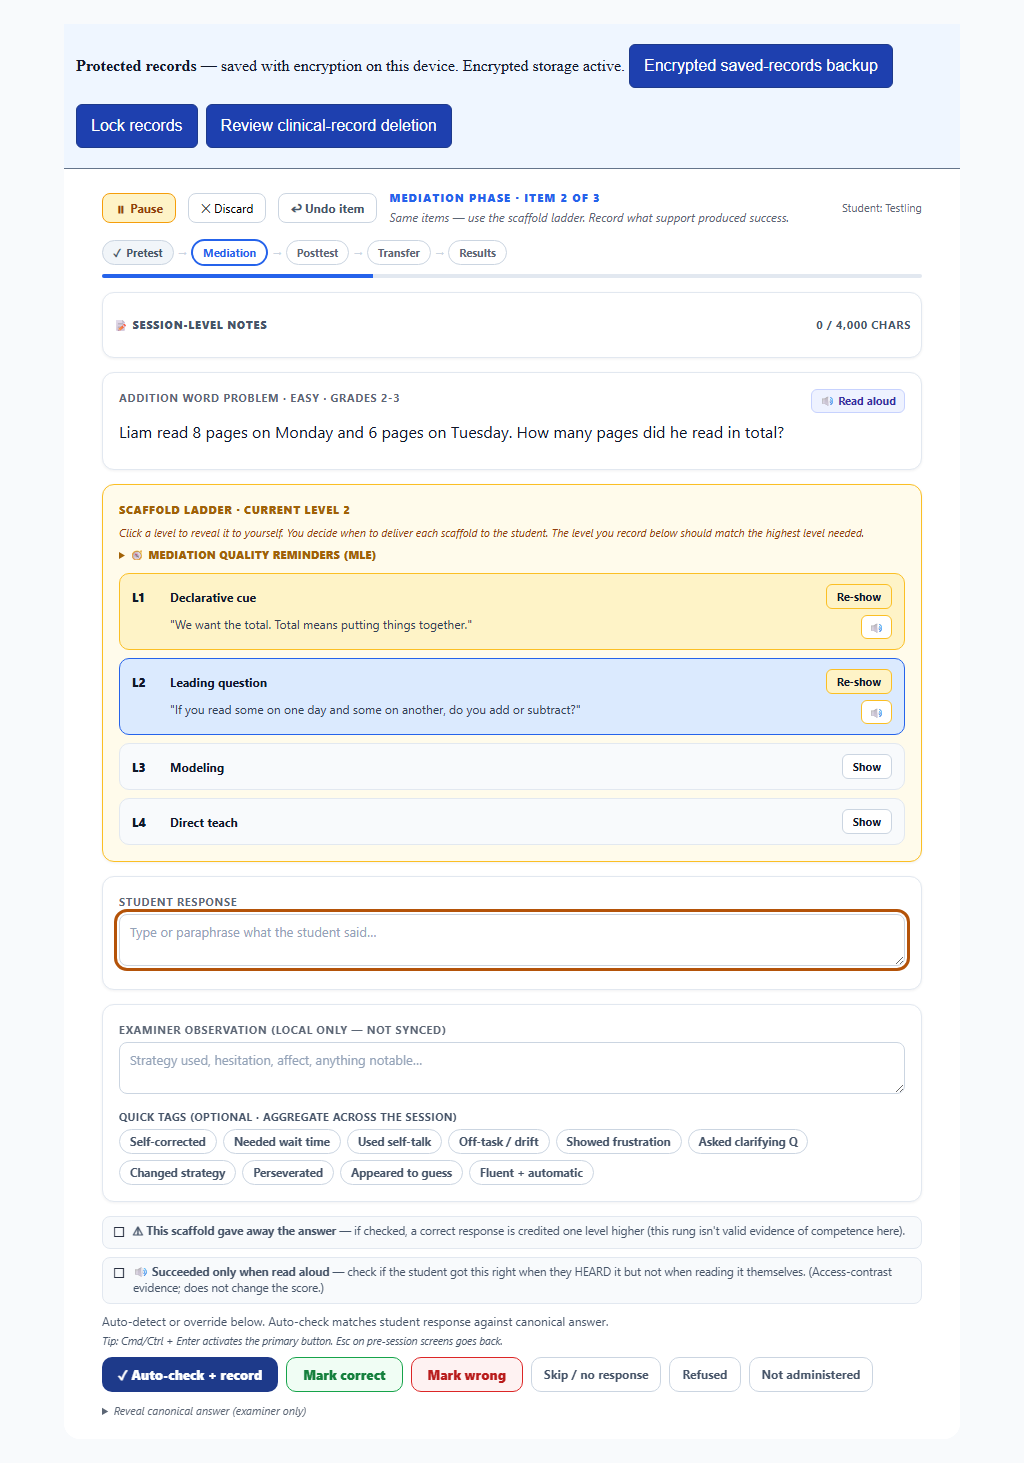 Protected records — saved with encryption on this device. Encrypted storage active. Encrypted saved-records backup
Lock records Review clinical-record deletion
Pause Discard Undo item MEDIATION PHASE · ITEM 2 OF 3
Same items — use the scaffold ladder. Record what support produced success.
Student: Testling
✓ Pretest → Mediation → Posttest → Transfer → Results
SESSION-LEVEL NOTES 0 / 4,000 CHARS
ADDITION WORD PROBLEM · EASY · GRADES 2-3 Read aloud
Liam read 8 pages on Monday and 6 pages on Tuesday. How many pages did he read in total?
SCAFFOLD LADDER · CURRENT LEVEL 2
Click a level to reveal it to yourself. You decide when to deliver each scaffold to the student. The level you record below should match the highest level needed.
MEDIATION QUALITY REMINDERS (MLE)
L1 Declarative cue Re-show
"We want the total. Total means putting things together."
L2 Leading question Re-show
"If you read some on one day and some on another, do you add or subtract?"
L3 Modeling Show
L4 Direct teach Show
STUDENT RESPONSE
Type or paraphrase what the student said...
EXAMINER OBSERVATION (LOCAL ONLY — NOT SYNCED)
Strategy used, hesitation, affect, anything notable...
QUICK TAGS (OPTIONAL · AGGREGATE ACROSS THE SESSION)
Self-corrected Needed wait time Used self-talk Off-task / drift Showed frustration Asked clarifying Q
Changed strategy Perseverated Appeared to guess Fluent + automatic
⚠ This scaffold gave away the answer — if checked, a correct response is credited one level higher (this rung isn't valid evidence of competence here).
Succeeded only when read aloud — check if the student got this right when they HEARD it but not when reading it themselves. (Access-contrast
evidence; does not change the score.)
Auto-detect or override below. Auto-check matches student response against canonical answer.
Tip: Cmd/Ctrl + Enter activates the primary button. Esc on pre-session screens goes back.
✓ Auto-check + record Mark correct Mark wrong Skip / no response Refused Not administered
Reveal canonical answer (examiner only)